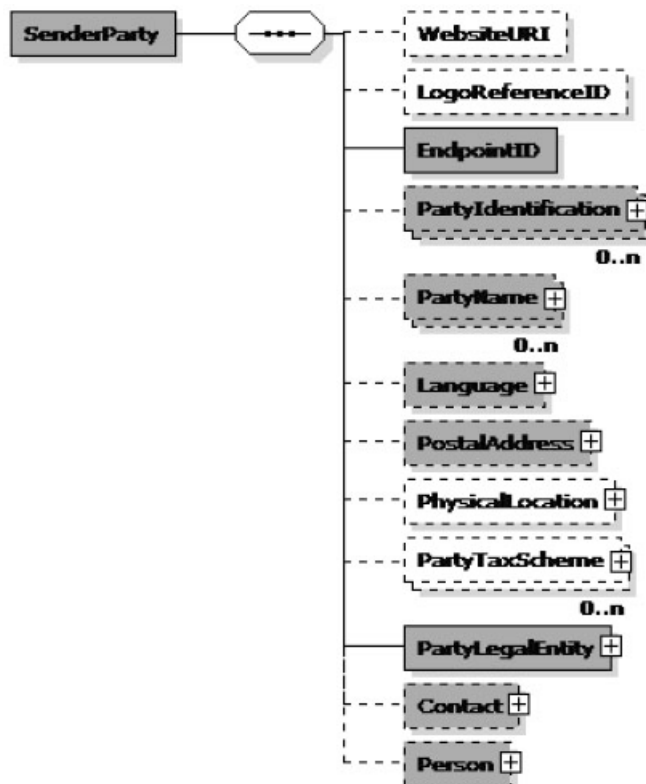 SenderParty
WebsiteURI
LogoReferenceID
EndpointID
PartyIdentification
0..n
PartyName
0..n
Language
PostalAddress
PhysicalLocation
PartyTaxScheme
0..n
PartyLegalEntity
Contact
Person